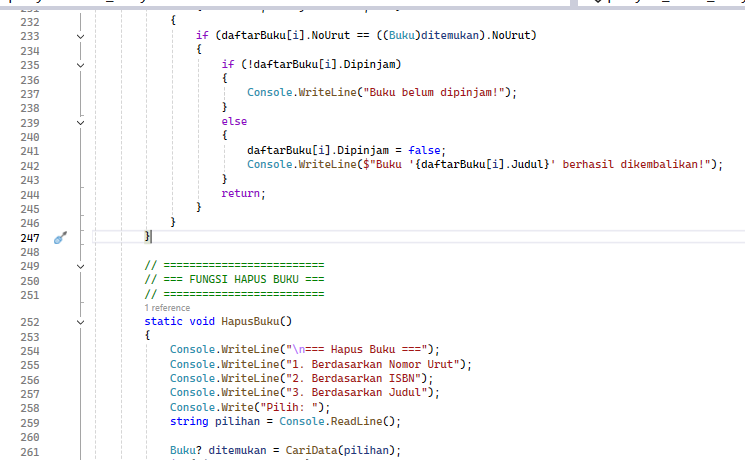 232 {
233 if (daftarBuku[i].NoUrut == ((Buku)ditemukan).NoUrut)
234 {
235 if (!daftarBuku[i].Dipinjam)
236 {
237 Console.WriteLine("Buku belum dipinjam!");
238 }
239 else
240 {
241 daftarBuku[i].Dipinjam = false;
242 Console.WriteLine($"Buku '{daftarBuku[i].Judul}' berhasil dikembalikan!");
243 }
244 return;
245 }
246 }
247 }
248
249 // =========================
250 // === FUNGSI HAPUS BUKU ===
251 // =========================
1 reference
252 static void HapusBuku()
253 {
254 Console.WriteLine("\n=== Hapus Buku ===");
255 Console.WriteLine("1. Berdasarkan Nomor Urut");
256 Console.WriteLine("2. Berdasarkan ISBN");
257 Console.WriteLine("3. Berdasarkan Judul");
258 Console.Write("Pilih: ");
259 string pilihan = Console.ReadLine();
260
261 Buku? ditemukan = CariData(pilihan);